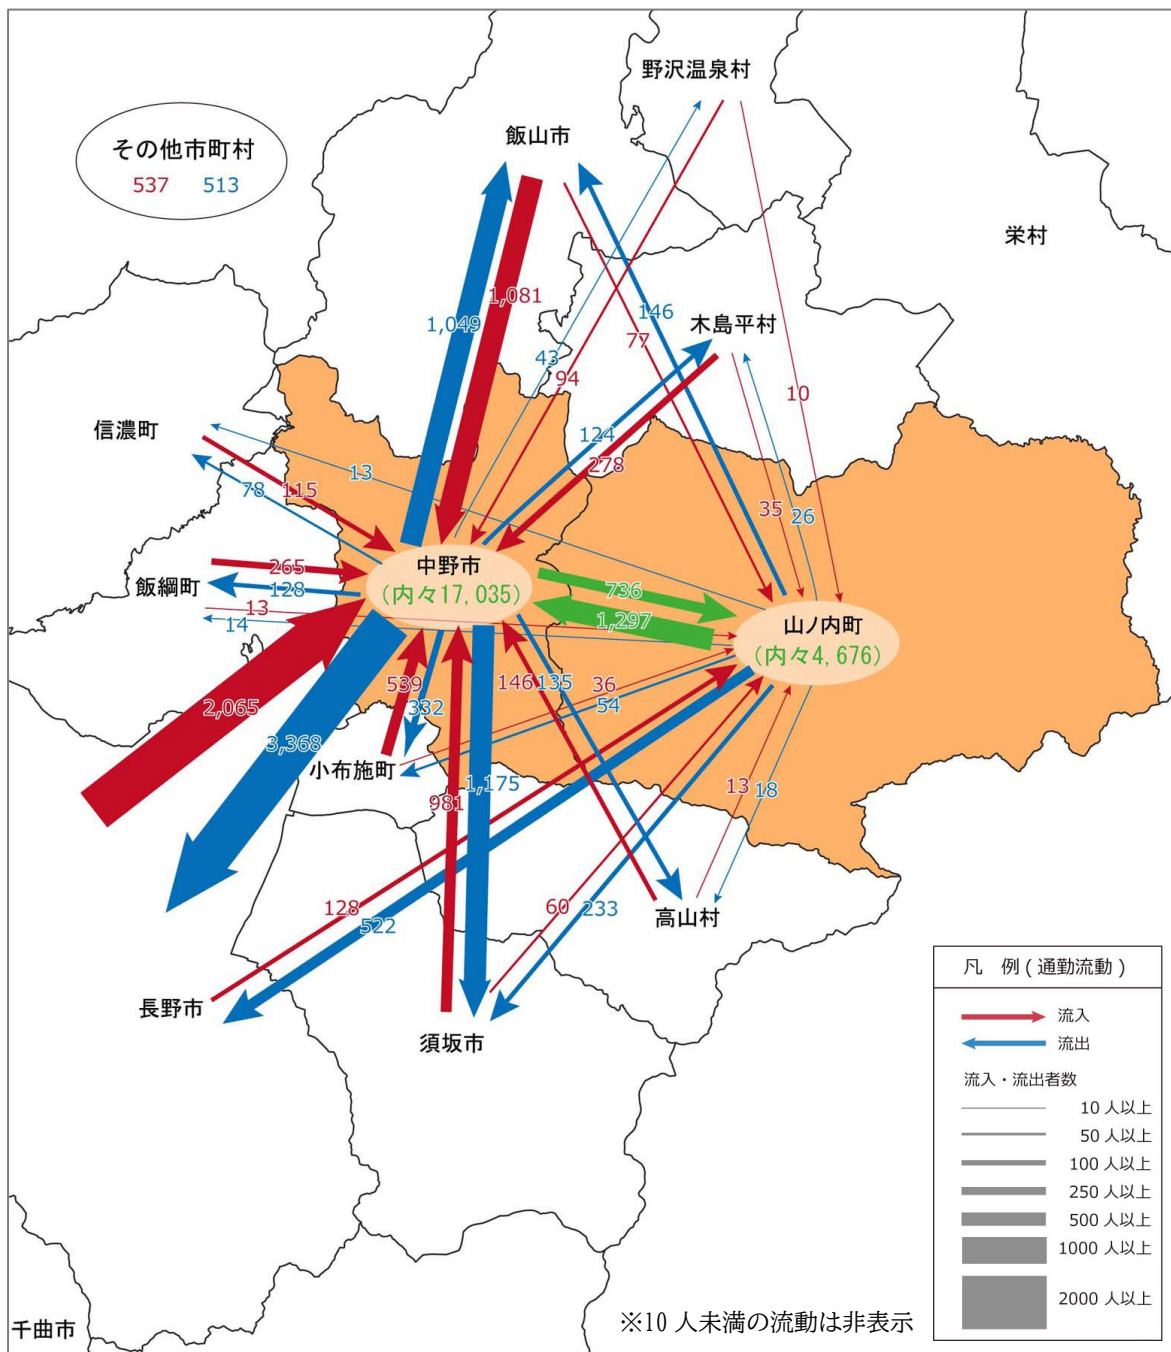 野沢温泉村
飯山市
その他市町村
537 513
栄村
1,081
1,049
146
77
木島平村
43
94
10
信濃町
124
278
13
78
115
35
26
中野市
(内々17,035)
265
飯綱町
128
736
1,297
13
14
山ノ内町
(内々4,676)
2,065
3,368
539
332
146
135
36
54
小布施町
981
1,175
13
18
128
522
60
233
高山村
長野市
須坂市
凡 例(通勤流動)
流入
流出
流入・流出者数
10 人以上
50 人以上
100 人以上
250 人以上
500 人以上
1000 人以上
2000 人以上
※10 人未満の流動は非表示
千曲市